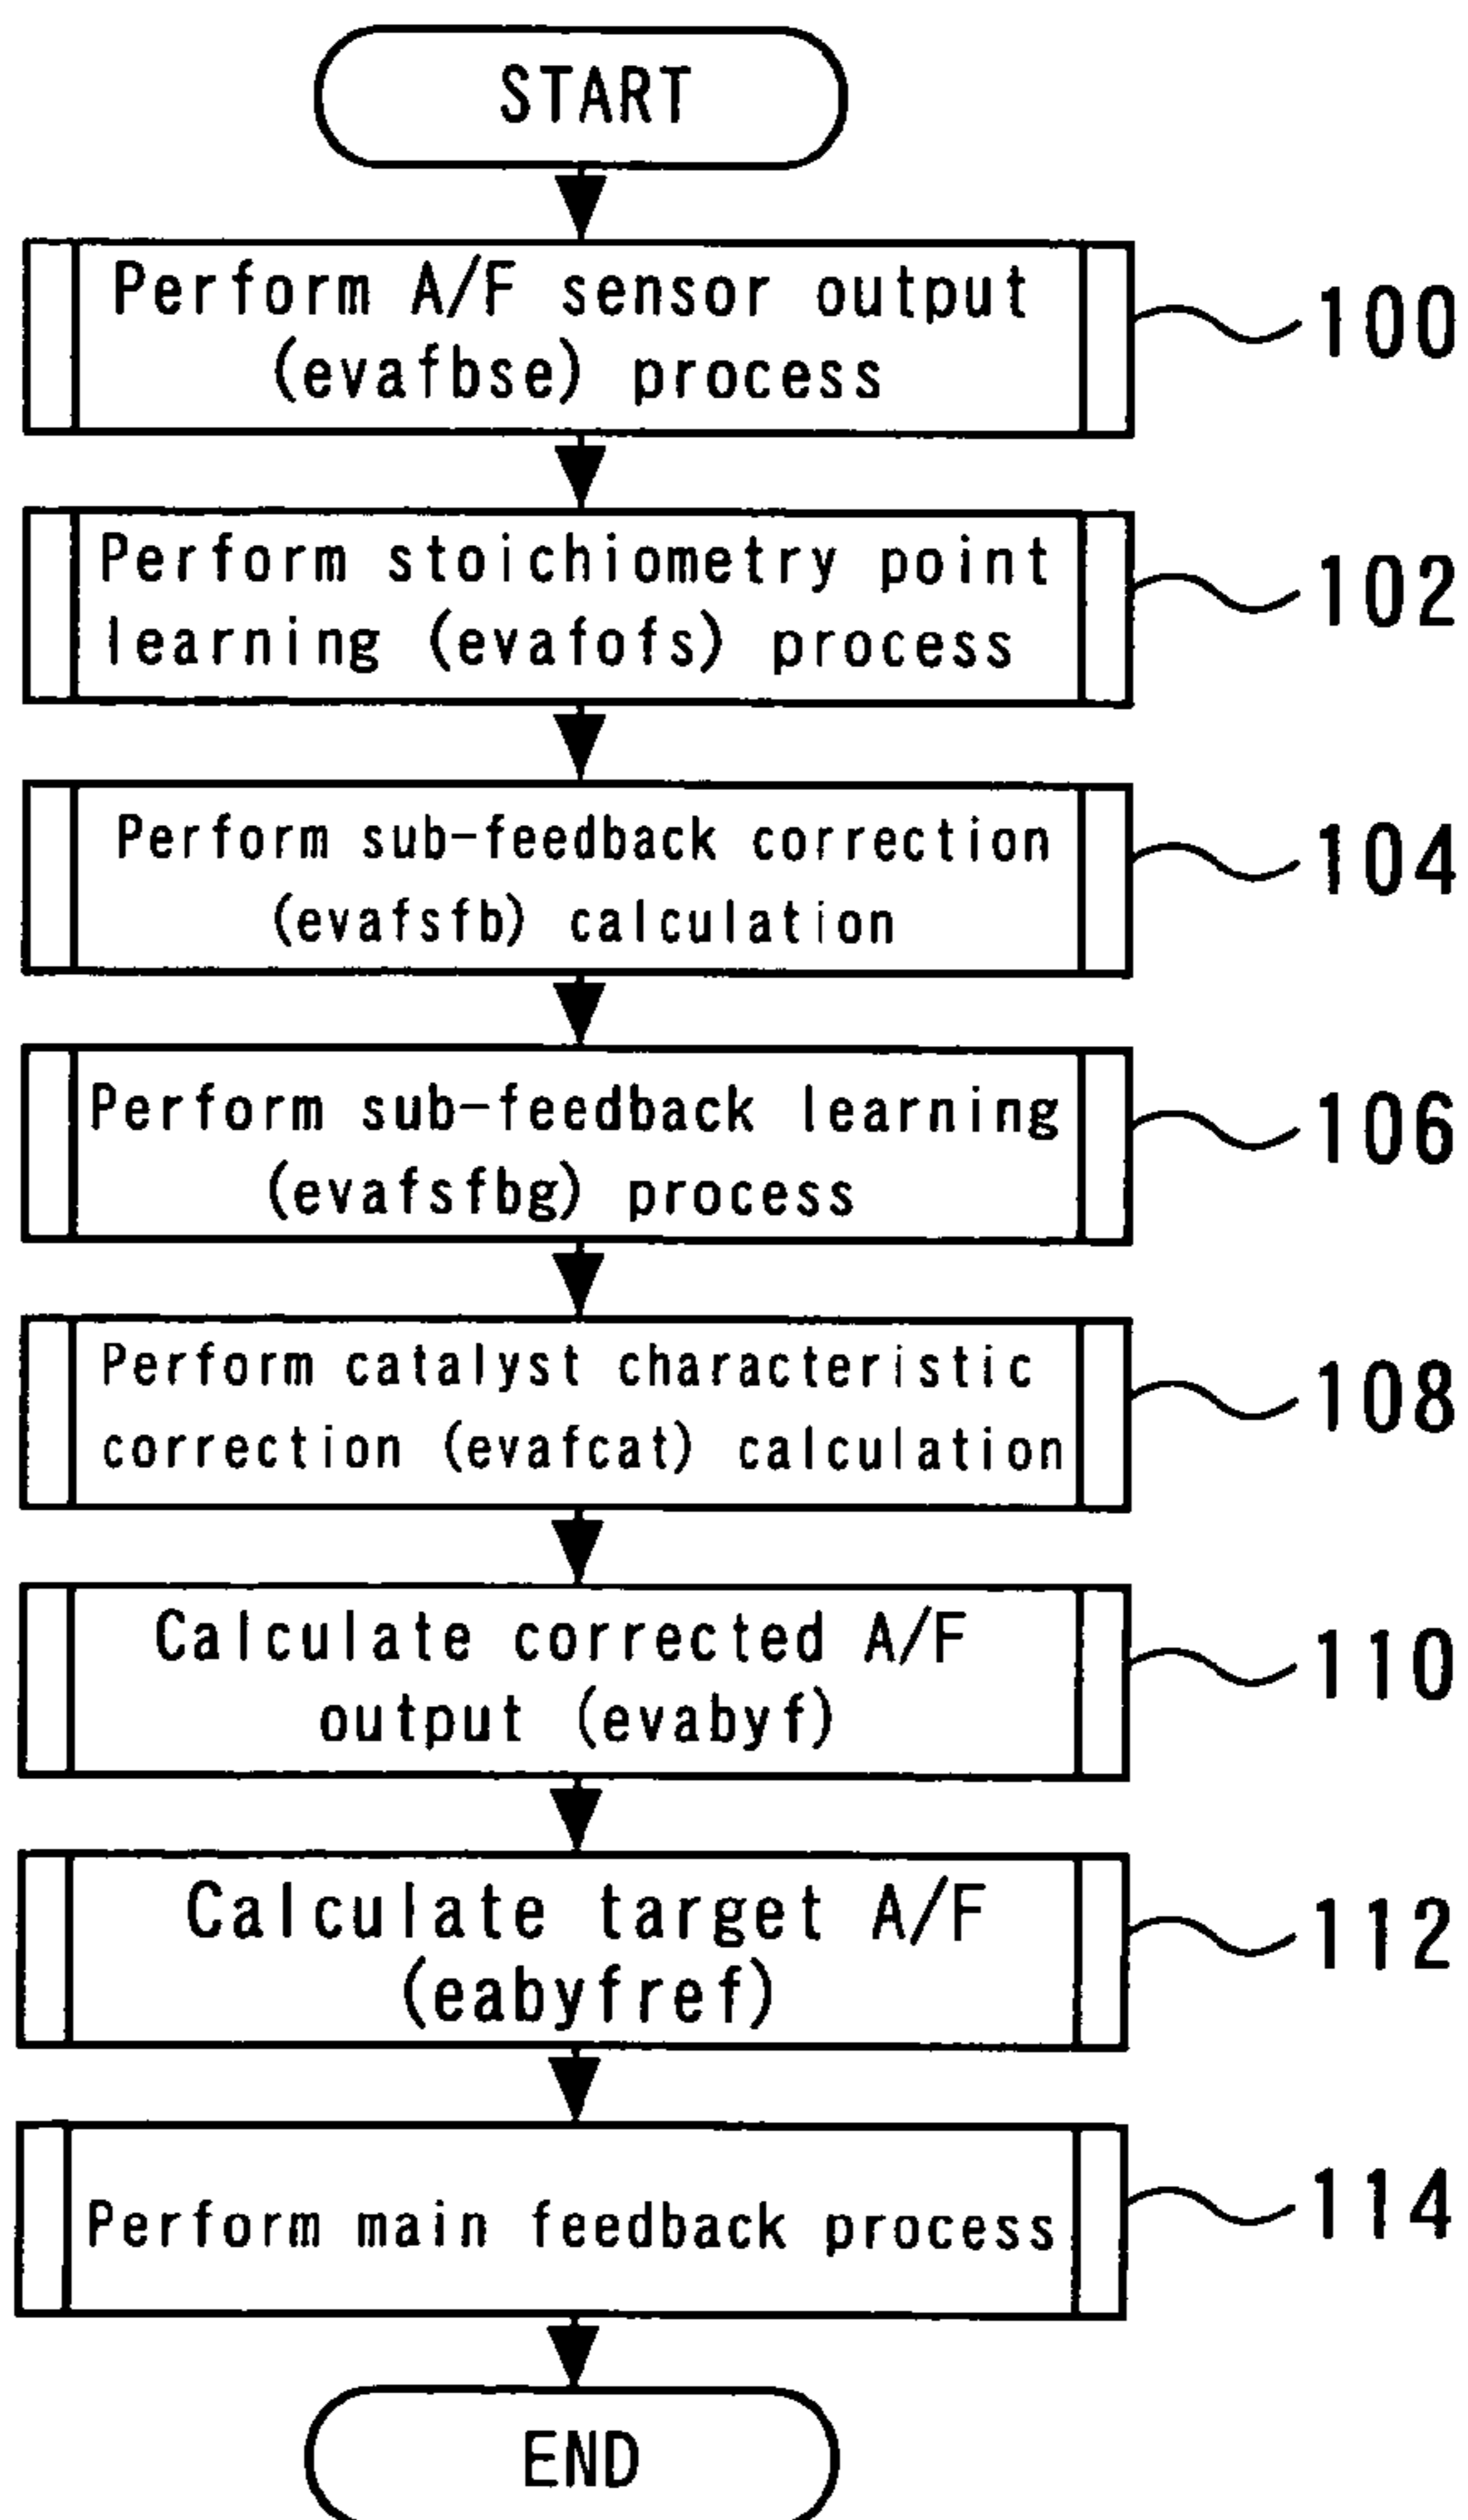 START
Perform A/F sensor output
(evafbse) process
100
Perform stoichiometry point
learning (evafofs) process
102
Perform sub-feedback correction
(evafsfb) calculation
104
Perform sub-feedback learning
(evafsfbg) process
106
Perform catalyst characteristic
correction (evafcat) calculation
108
Calculate corrected A/F
output (evabyf)
110
Calculate target A/F
(eabyfref)
112
Perform main feedback process
114
END